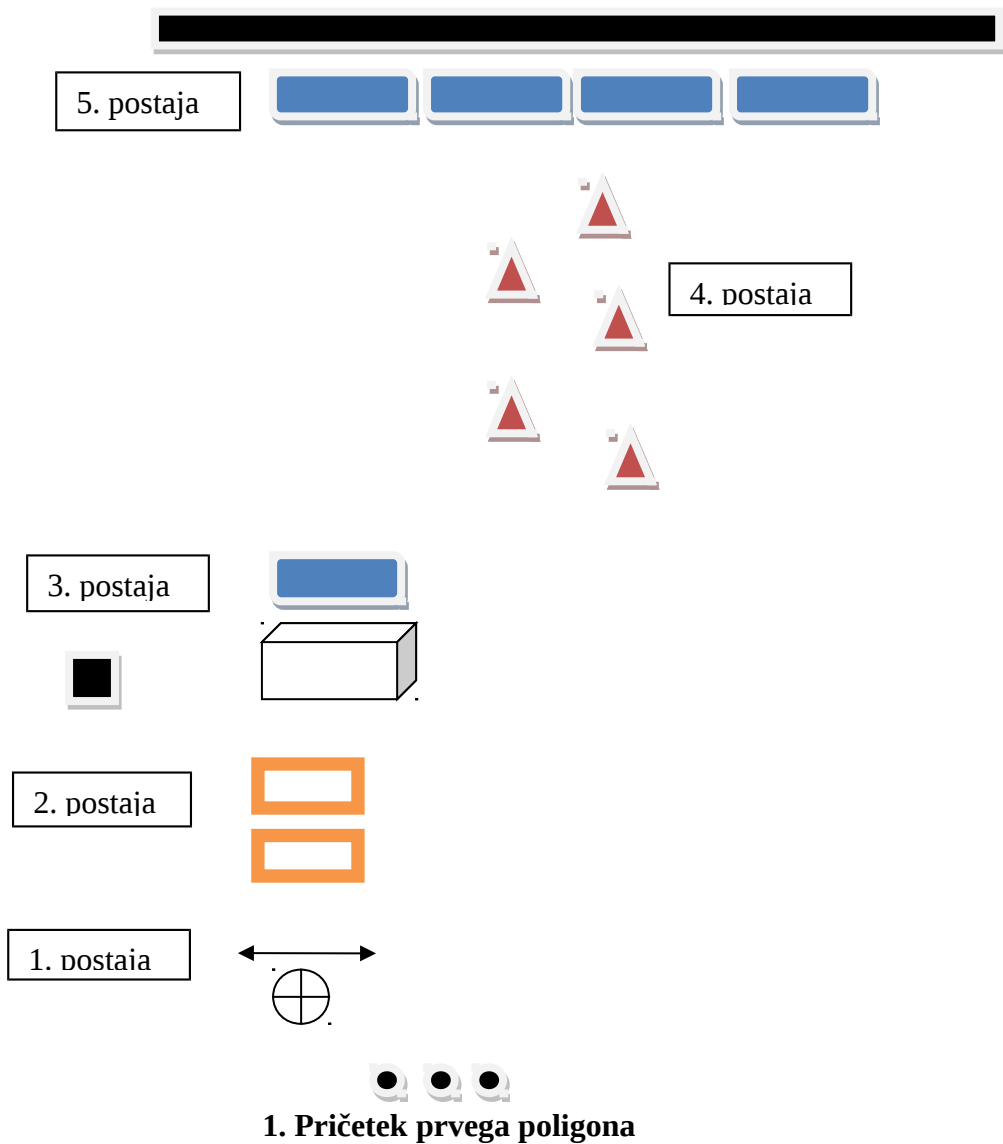 5. postaja
4. postaja
3. postaja
2. postaja
1. postaja
1. Pričetek prvega poligona